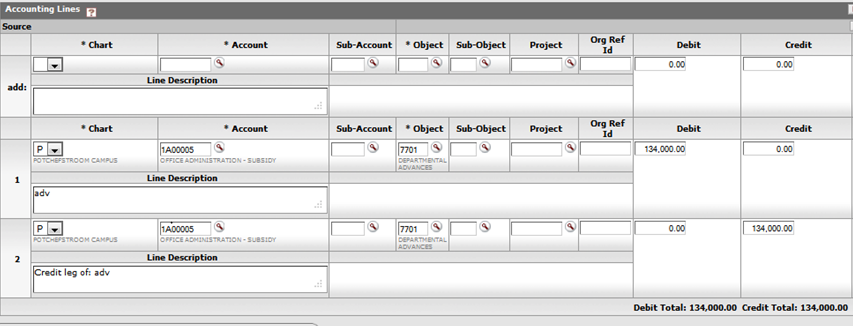 Accounting Lines ?
Source
* Chart * Account Sub-Account * Object Sub-Object Project Org Ref Id Debit Credit
add: 0.00 0.00
Line Description
* Chart * Account Sub-Account * Object Sub-Object Project Org Ref Id Debit Credit
1 P 1A00005 7701 134,000.00 0.00
POTCHEFSTROOM CAMPUS OFFICE ADMINISTRATION - SUBSIDY DEPARTMENTAL ADVANCES
Line Description
adv
2 P 1A00005 7701 0.00 134,000.00
POTCHEFSTROOM CAMPUS OFFICE ADMINISTRATION - SUBSIDY DEPARTMENTAL ADVANCES
Line Description
Credit leg of: adv
Debit Total: 134,000.00 Credit Total: 134,000.00